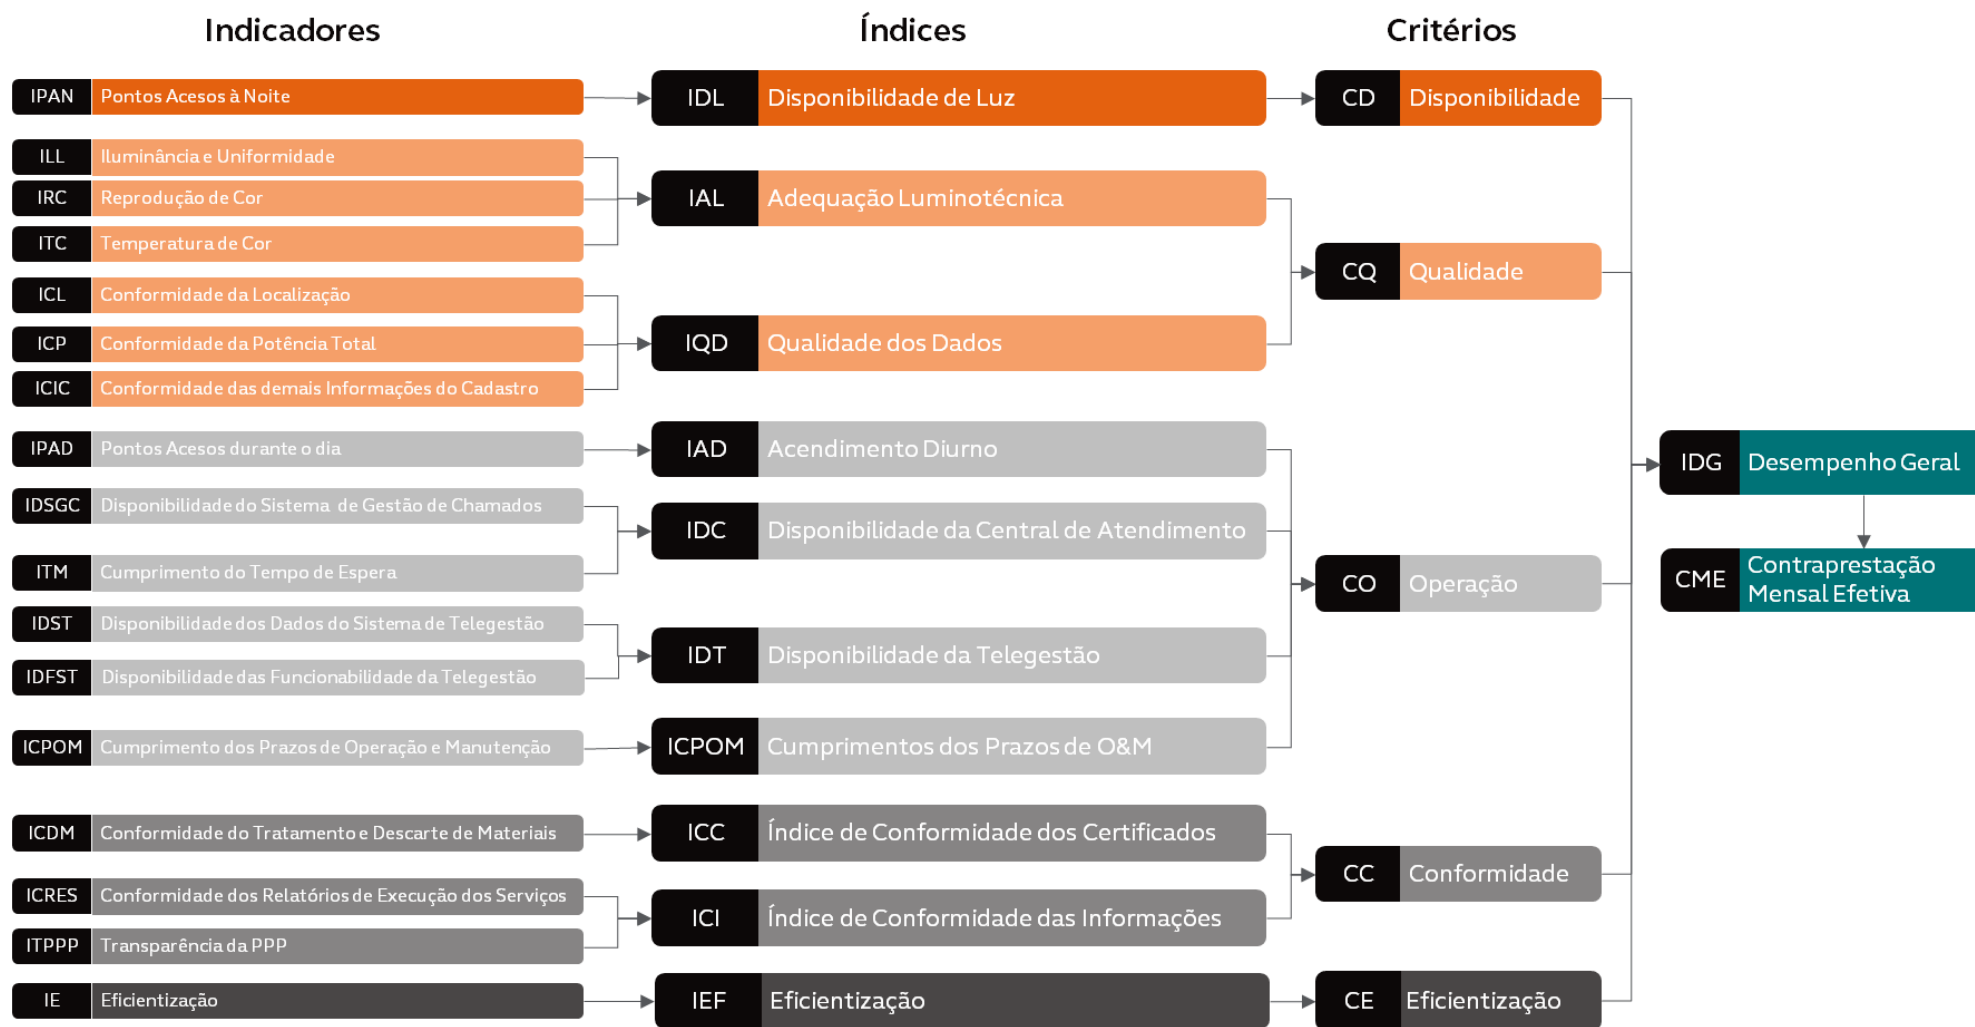 Indicadores
Índices
Critérios
IPAN Pontos Acesos à Noite
ILL Iluminância e Uniformidade
IRC Reprodução de Cor
ITC Temperatura de Cor
ICL Conformidade da Localização
ICP Conformidade da Potência Total
ICIC Conformidade das demais Informações do Cadastro
IPAD Pontos Acesos durante o dia
IDSGC Disponibilidade do Sistema de Gestão de Chamados
ITM Cumprimento do Tempo de Espera
IDST Disponibilidade dos Dados do Sistema de Telegestão
IDFST Disponibilidade das Funcionabilidade da Telegestão
ICPOM Cumprimento dos Prazos de Operação e Manutenção
ICDM Conformidade do Tratamento e Descarte de Materiais
ICRES Conformidade dos Relatórios de Execução dos Serviços
ITPPP Transparência da PPP
IE Eficientização
IDL Disponibilidade de Luz
IAL Adequação Luminotécnica
IQD Qualidade dos Dados
IAD Acendimento Diurno
IDC Disponibilidade da Central de Atendimento
IDT Disponibilidade da Telegestão
ICPOM Cumprimentos dos Prazos de O&M
ICC Índice de Conformidade dos Certificados
ICI Índice de Conformidade das Informações
IEF Eficientização
CD Disponibilidade
CQ Qualidade
CO Operação
CC Conformidade
CE Eficientização
IDG Desempenho Geral
CME Contraprestação
Mensal Efetiva